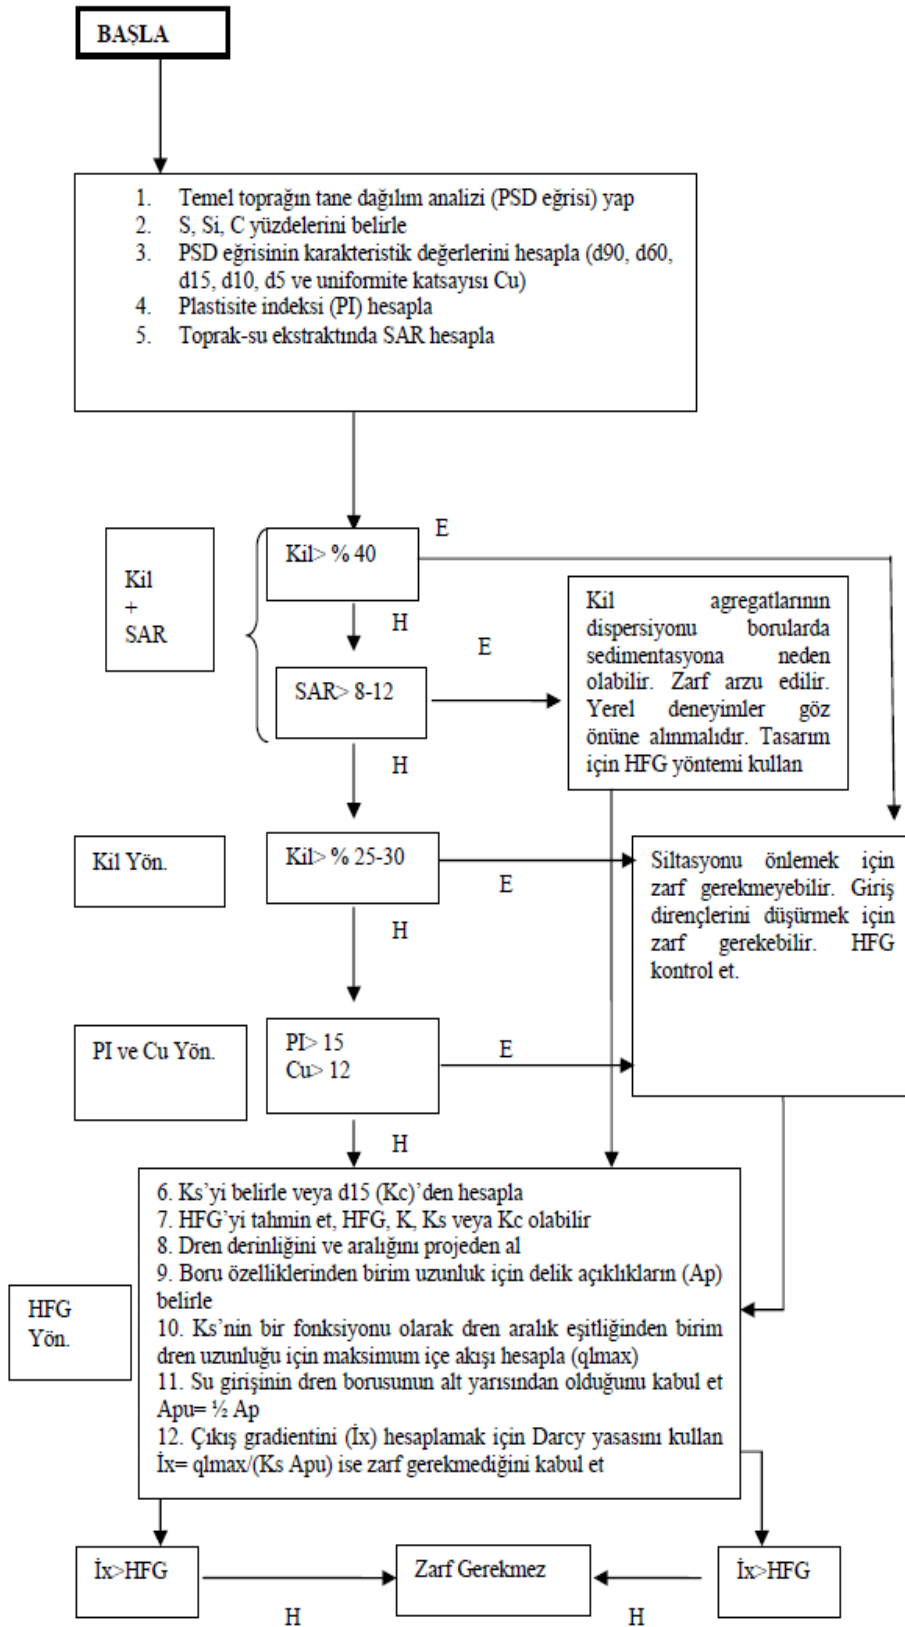 BAŞLA
1. Temel toprağın tane dağılım analizi (PSD eğrisi) yap
2. S, Si, C yüzdelerini belirle
3. PSD eğrisinin karakteristik değerlerini hesapla (d90, d60,
d15, d10, d5 ve uniformite katsayısı Cu)
4. Plastisite indeksi (PI) hesapla
5. Toprak-su ekstraktında SAR hesapla
Kil
+
SAR
Kil> % 40
E
H
SAR> 8-12
E
H
Kil agregatlarının
dispersiyonu borularda
sedimentasyona neden
olabilir. Zarf arzu edilir.
Yerel deneyimler göz
önüne alınmalıdır. Tasarım
için HFG yöntemi kullan
Kil Yön.
Kil> % 25-30
E
H
Siltasyonu önlemek için
zarf gerekmeyebilir. Giriş
dirençlerini düşürmek için
zarf gerekebilir. HFG
kontrol et.
PI ve Cu Yön.
PI> 15
Cu> 12
E
H
HFG
Yön.
6. Ks’yi belirle veya d15 (Kc)’den hesapla
7. HFG’yi tahmin et, HFG, K, Ks veya Kc olabilir
8. Dren derinliğini ve aralığını projeden al
9. Boru özelliklerinden birim uzunluk için delik açıklıkların (Ap)
belirle
10. Ks’nin bir fonksiyonu olarak dren aralık eşitliğinden birim
dren uzunluğu için maksimum içe akışı hesapla (qlmax)
11. Su girişinin dren borusunun alt yarısından olduğunu kabul et
Apu= ½ Ap
12. Çıkış gradientini (İx) hesaplamak için Darcy yasasını kullan
İx= qlmax/(Ks Apu) ise zarf gerekmediğini kabul et
İx>HFG
H
Zarf Gerekmez
H
İx>HFG